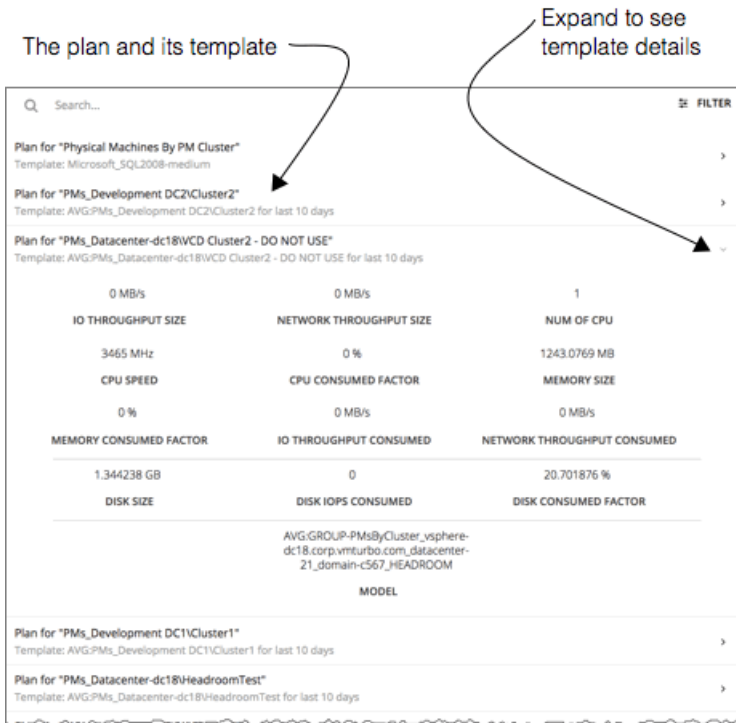 The plan and its template
Expand to see
template details
Search...
FILTER
Plan for "Physical Machines By PM Cluster"
Template: Microsoft_SQL2008-medium
Plan for "PMs_Development DC2\Cluster2"
Template: AVG:PMs_Development DC2\Cluster2 for last 10 days
Plan for "PMs_Datacenter-dc18\VCD Cluster2 - DO NOT USE"
Template: AVG:PMs_Datacenter-dc18\VCD Cluster2 - DO NOT USE for last 10 days
0 MB/s 0 MB/s 1
IO THROUGHPUT SIZE NETWORK THROUGHPUT SIZE NUM OF CPU
3465 MHz 0 % 1243.0769 MB
CPU SPEED CPU CONSUMED FACTOR MEMORY SIZE
0 % 0 MB/s 0 MB/s
MEMORY CONSUMED FACTOR IO THROUGHPUT CONSUMED NETWORK THROUGHPUT CONSUMED
1.344238 GB 0 20.701876 %
DISK SIZE DISK IOPS CONSUMED DISK CONSUMED FACTOR
AVG:GROUP-PMsByCluster_vsphere-
dc18.corp.vmturbo.com_datacenter-
21_domain-c567_HEADROOM
MODEL
Plan for "PMs_Development DC1\Cluster1"
Template: AVG:PMs_Development DC1\Cluster1 for last 10 days
Plan for "PMs_Datacenter-dc18\HeadroomTest"
Template: AVG:PMs_Datacenter-dc18\HeadroomTest for last 10 days